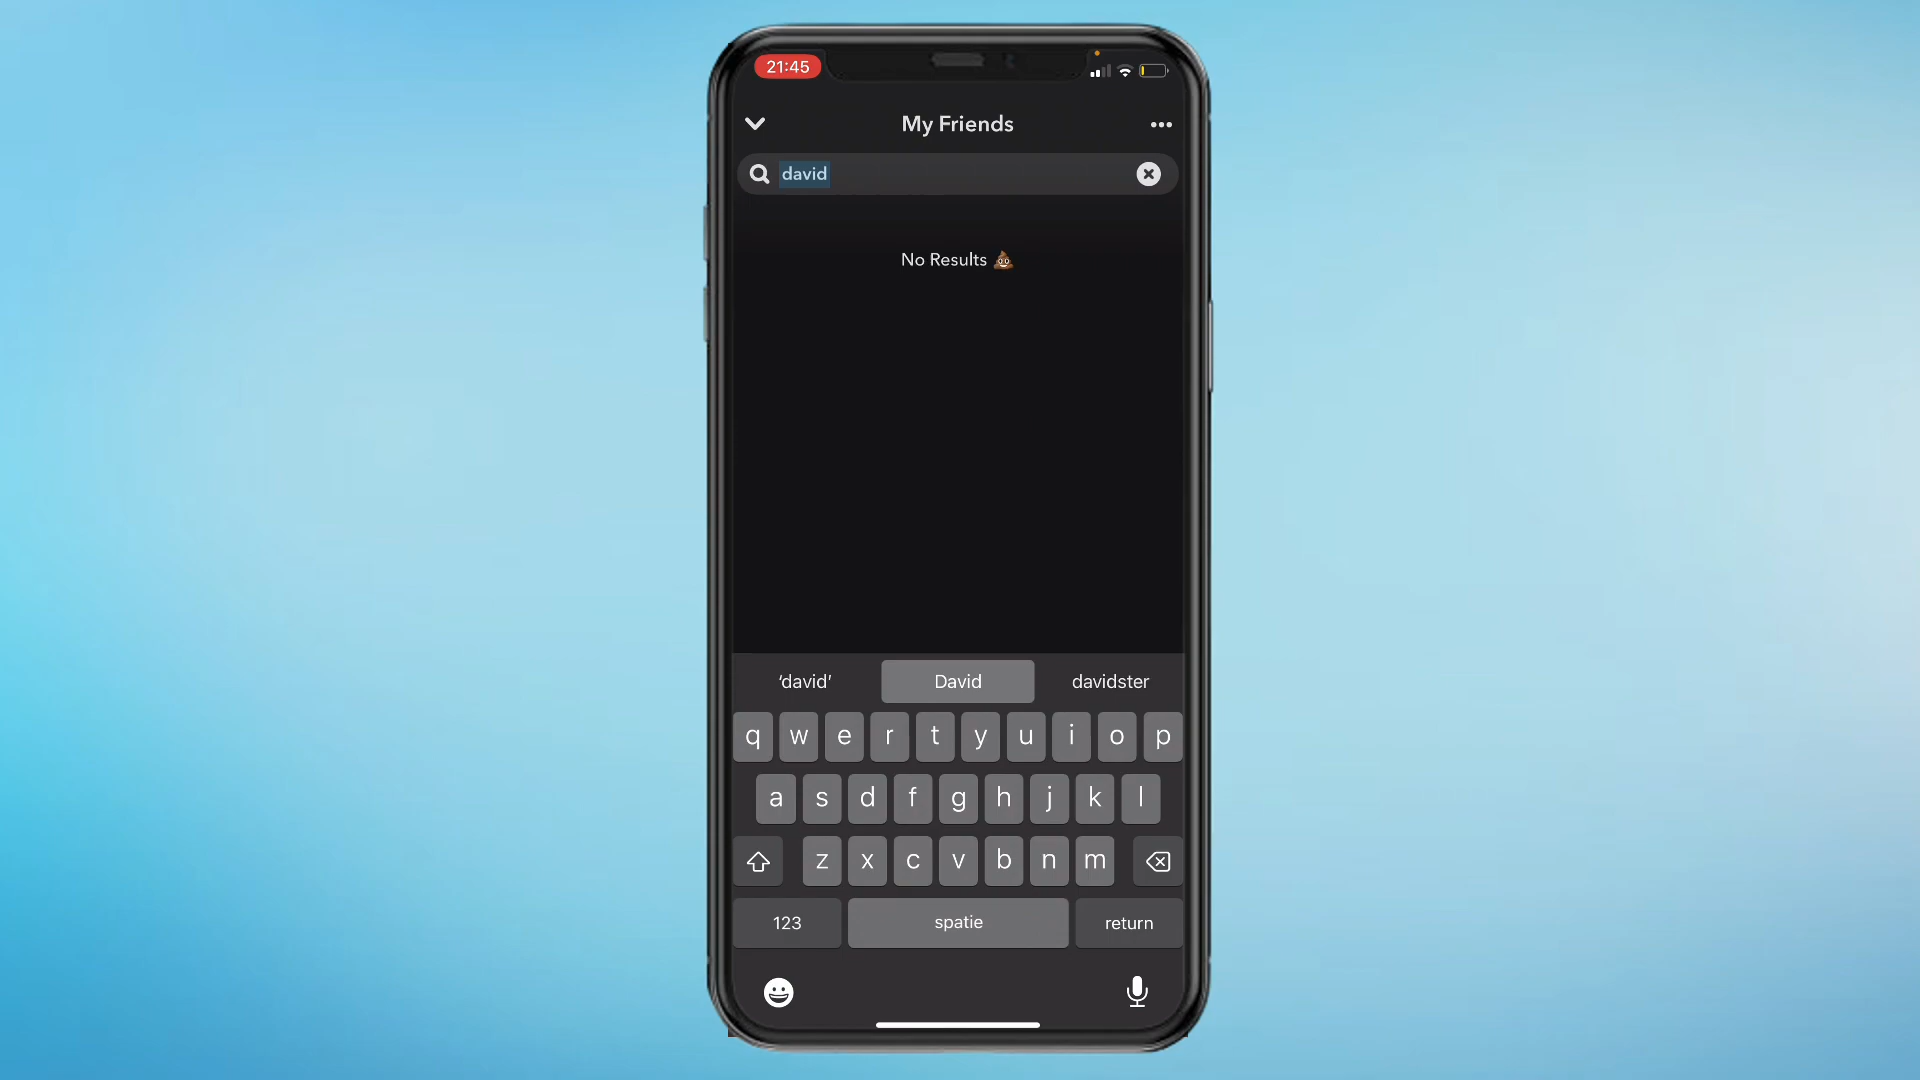 21:45
My Friends
david
No Results 💩
‘david’ David davidster
q w e r t y u i o p
a s d f g h j k l
z x c v b n m
123 spatie return